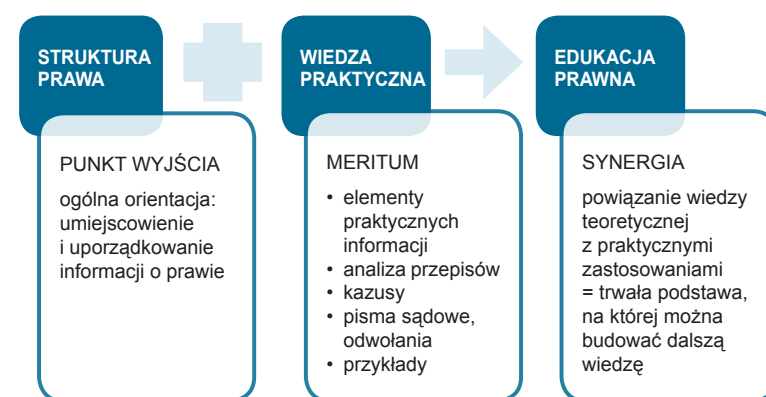 STRUKTURA
PRAWA
PUNKT WYJŚCIA
ogólna orientacja:
umiejscowienie
i uporządkowanie
informacji o prawie
WIEDZA
PRAKTYCZNA
MERITUM
• elementy
praktycznych
informacji
• analiza przepisów
• kazusy
• pisma sądowe,
odwołania
• przykłady
EDUKACJA
PRAWNA
SYNERGIA
powiązanie wiedzy
teoretycznej
z praktycznymi
zastosowaniami
= trwała podstawa,
na której można
budować dalszą
wiedzę